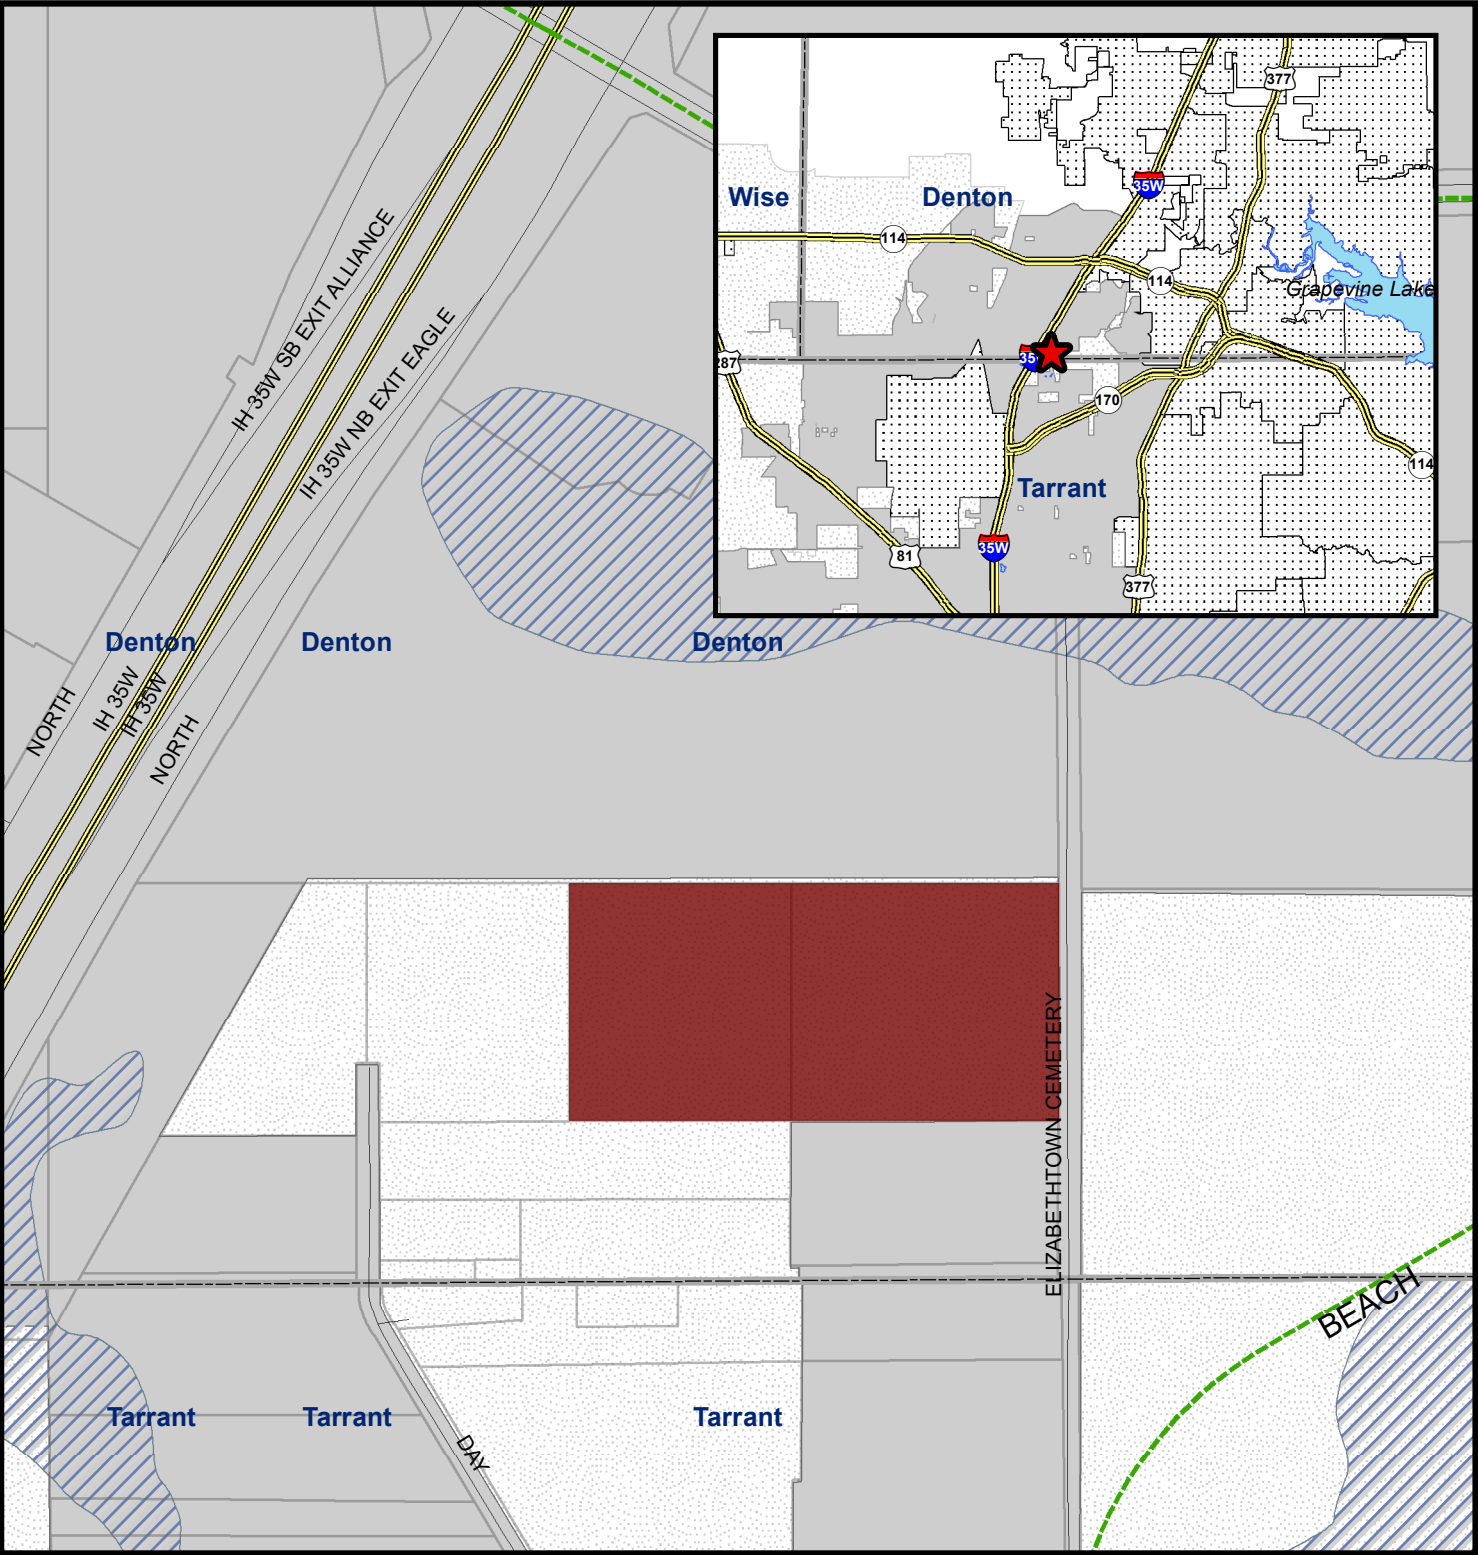 377
35W
Wise
Denton
114
114
Grapevine Lake
287
35
170
114
Tarrant
35W
81
377
IH 35W SB EXIT ALLIANCE
IH 35W NB EXIT EAGLE
Denton
Denton
Denton
NORTH
IH 35W
IH 35W
NORTH
ELIZABETHTOWN CEMETERY
BEACH
Tarrant
Tarrant
Tarrant
DAY